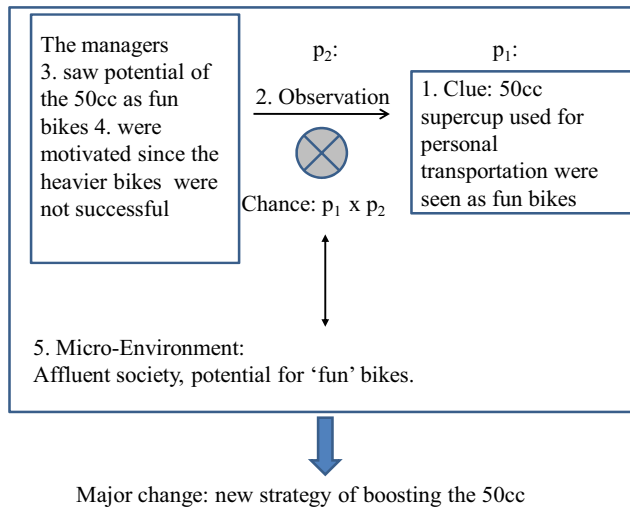 The managers
3. saw potential of
the 50cc as fun
bikes 4. were
motivated since the
heavier bikes were
not successful
p2:
2. Observation
Chance: p1 x p2
p1:
1. Clue: 50cc
supercup used for
personal
transportation were
seen as fun bikes
5. Micro-Environment:
Affluent society, potential for ‘fun’ bikes.
Major change: new strategy of boosting the 50cc